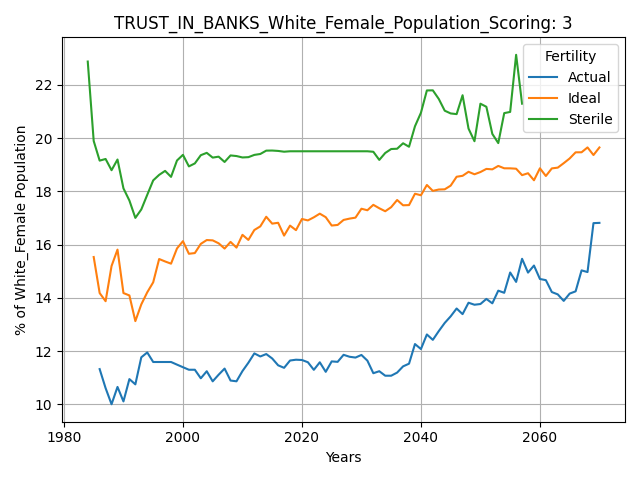 TRUST_IN_BANKS_White_Female_Population_Scoring: 3
Fertility
Actual
Ideal
Sterile
% of White_Female Population
22
20
18
16
14
12
10
1980
2000
2020
2040
2060
Years